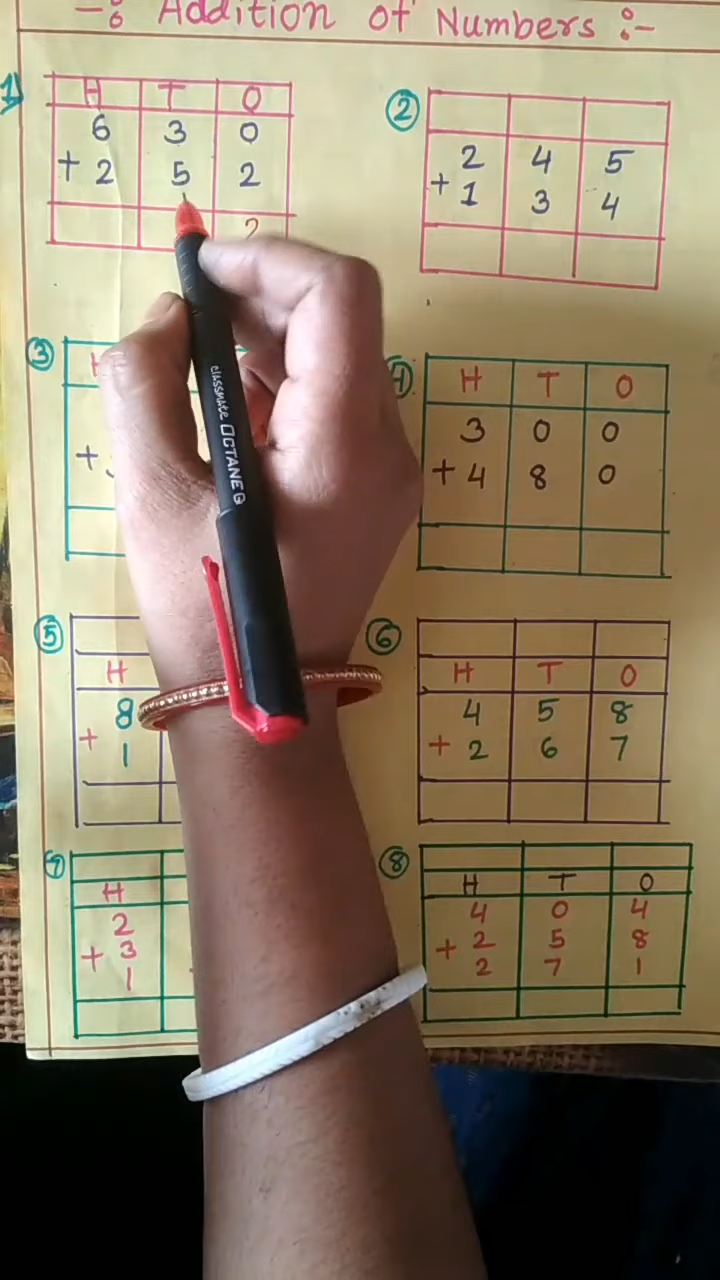 -: Addition of Numbers :-
1
H T O
6 3 0
+ 2 5 2
2
2
2 4 5
+ 1 3 4
3
H
+
4
H T O
3 0 0
+ 4 8 0
5
H
8
+ 1
6
H T O
4 5 8
+ 2 6 7
7
H
2
+ 3
1
8
H T O
4 0 4
+ 2 5 8
2 7 1
classmate OCTANE Q